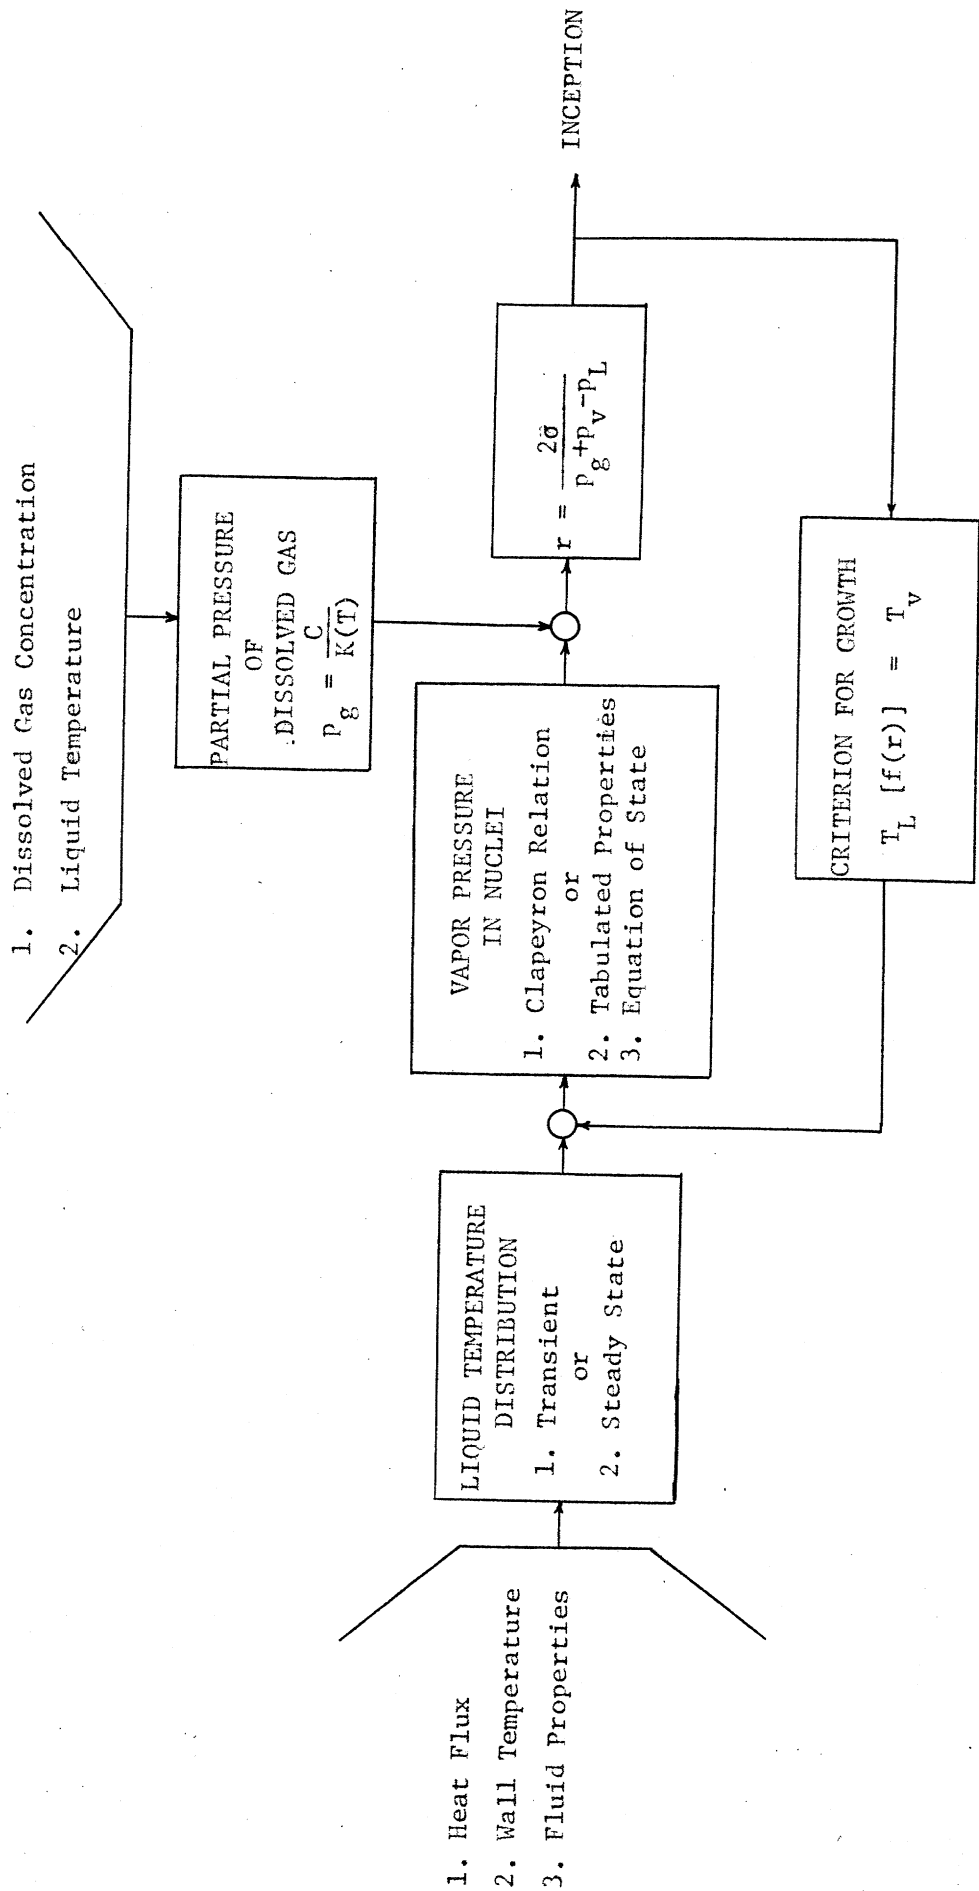 1. Dissolved Gas Concentration
2. Liquid Temperature
PARTIAL PRESSURE
OF
DISSOLVED GAS
p_g = C / K(T)
1. Heat Flux
2. Wall Temperature
3. Fluid Properties
LIQUID TEMPERATURE
DISTRIBUTION
1. Transient
or
2. Steady State
VAPOR PRESSURE
IN NUCLEI
1. Clapeyron Relation
or
2. Tabulated Properties
3. Equation of State
r = 2σ / p_g+p_v-p_L
INCEPTION
CRITERION FOR GROWTH
T_L [f(r)] = T_v